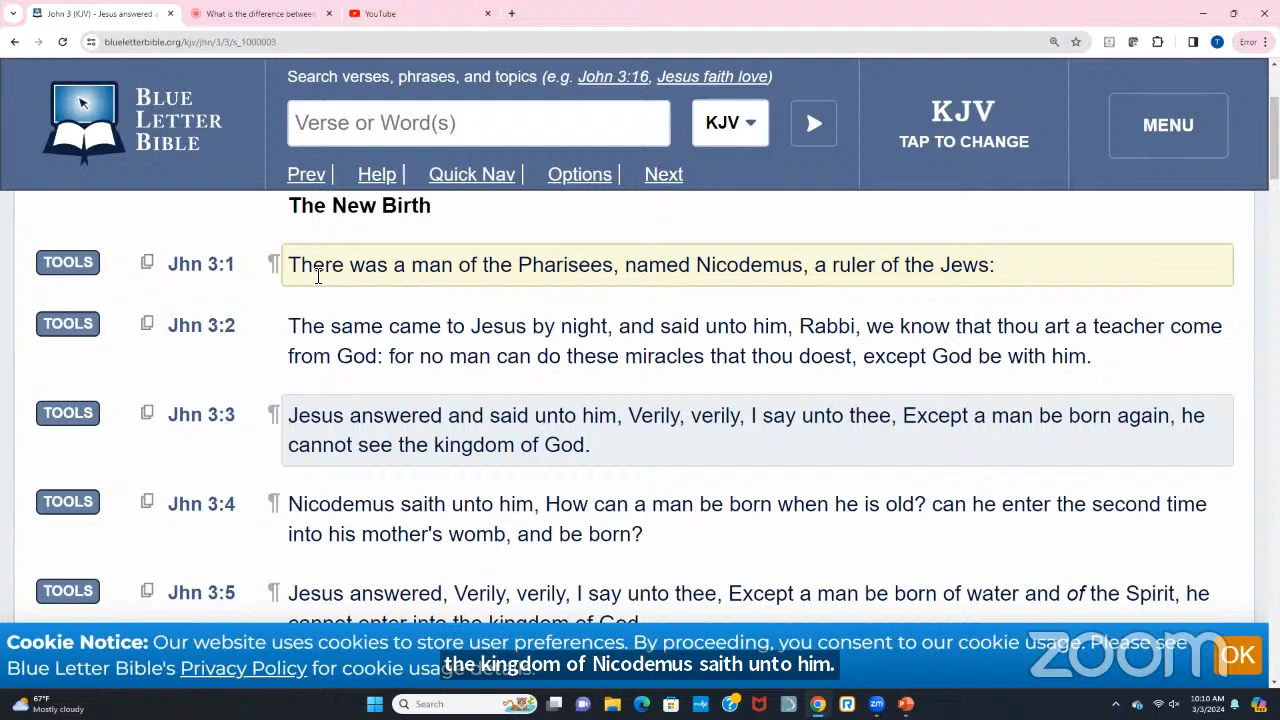 John 3 (KJV) - Jesus answered a
What is the difference between
YouTube
blueletterbible.org/kjv/jhn/3/3/s_1000003
T
Error
BLUE
LETTER
BIBLE
Search verses, phrases, and topics (e.g. John 3:16, Jesus faith love)
Verse or Word(s)
KJV
Prev | Help | Quick Nav | Options | Next
KJV
TAP TO CHANGE
MENU
The New Birth
TOOLS Jhn 3:1 ¶ There was a man of the Pharisees, named Nicodemus, a ruler of the Jews:
TOOLS Jhn 3:2 The same came to Jesus by night, and said unto him, Rabbi, we know that thou art a teacher come
from God: for no man can do these miracles that thou doest, except God be with him.
TOOLS Jhn 3:3 ¶ Jesus answered and said unto him, Verily, verily, I say unto thee, Except a man be born again, he
cannot see the kingdom of God.
TOOLS Jhn 3:4 ¶ Nicodemus saith unto him, How can a man be born when he is old? can he enter the second time
into his mother's womb, and be born?
TOOLS Jhn 3:5 ¶ Jesus answered, Verily, verily, I say unto thee, Except a man be born of water and of the Spirit, he
cannot enter into the kingdom of God.
Cookie Notice: Our website uses cookies to store user preferences. By proceeding, you consent to our cookie usage. Please see
Blue Letter Bible's Privacy Policy for cookie usage details.
OK
the kingdom of Nicodemus saith unto him.
zoom
67°F
Mostly cloudy
Search
10:10 AM
3/3/2024